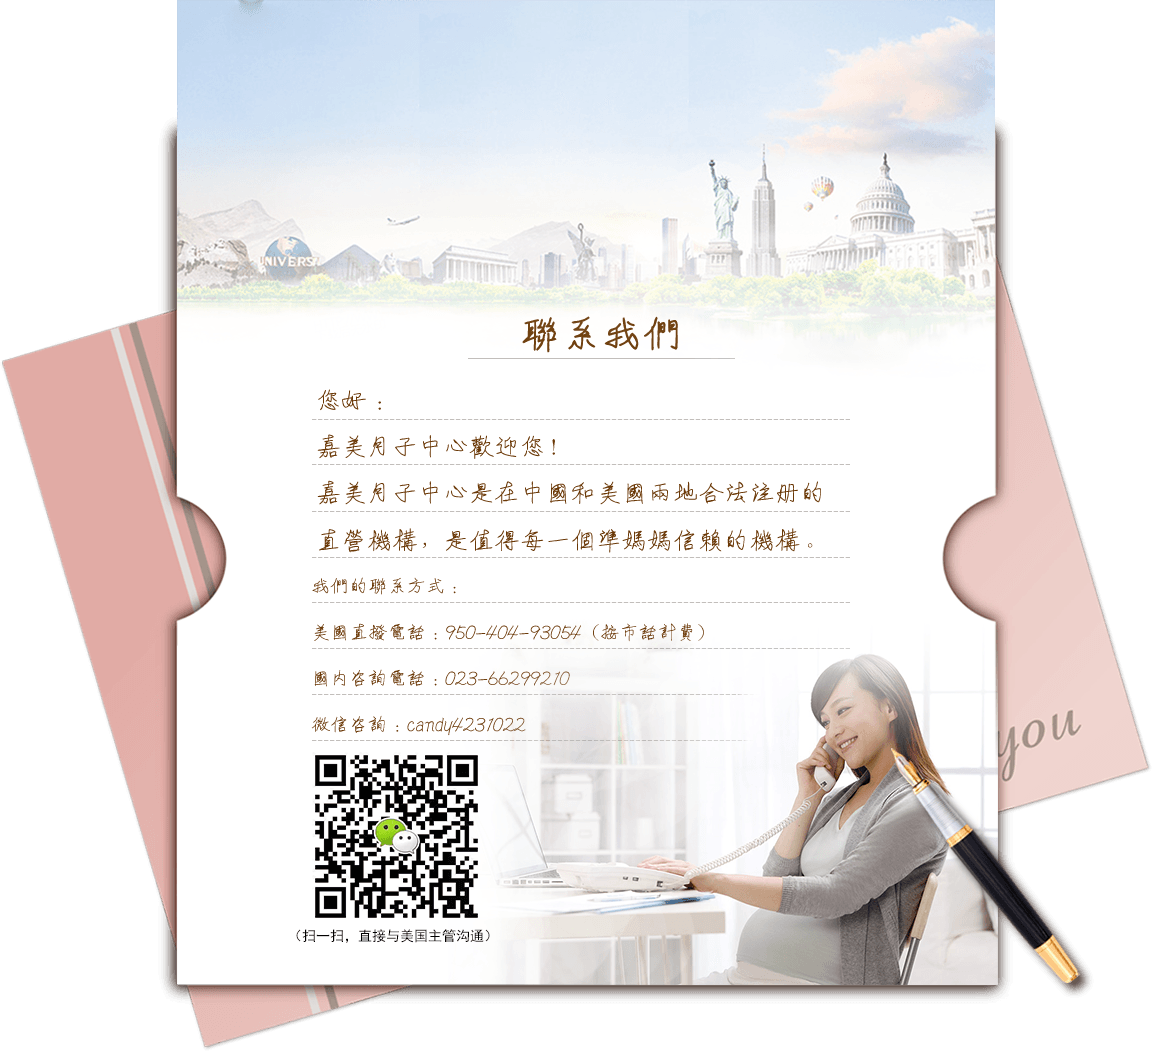 UNIVERS
聯系我們
您好：
嘉美月子中心歡迎您！
嘉美月子中心是在中國和美國兩地合法注册的
直營機構，是值得每一個準媽媽信賴的機構。
我們的聯系方式：
美國直撥電話：950-404-93054（按市話計費）
國内咨詢電話：023-66299210
微信咨詢：candy4231022
you
（扫一扫，直接与美国主管沟通）